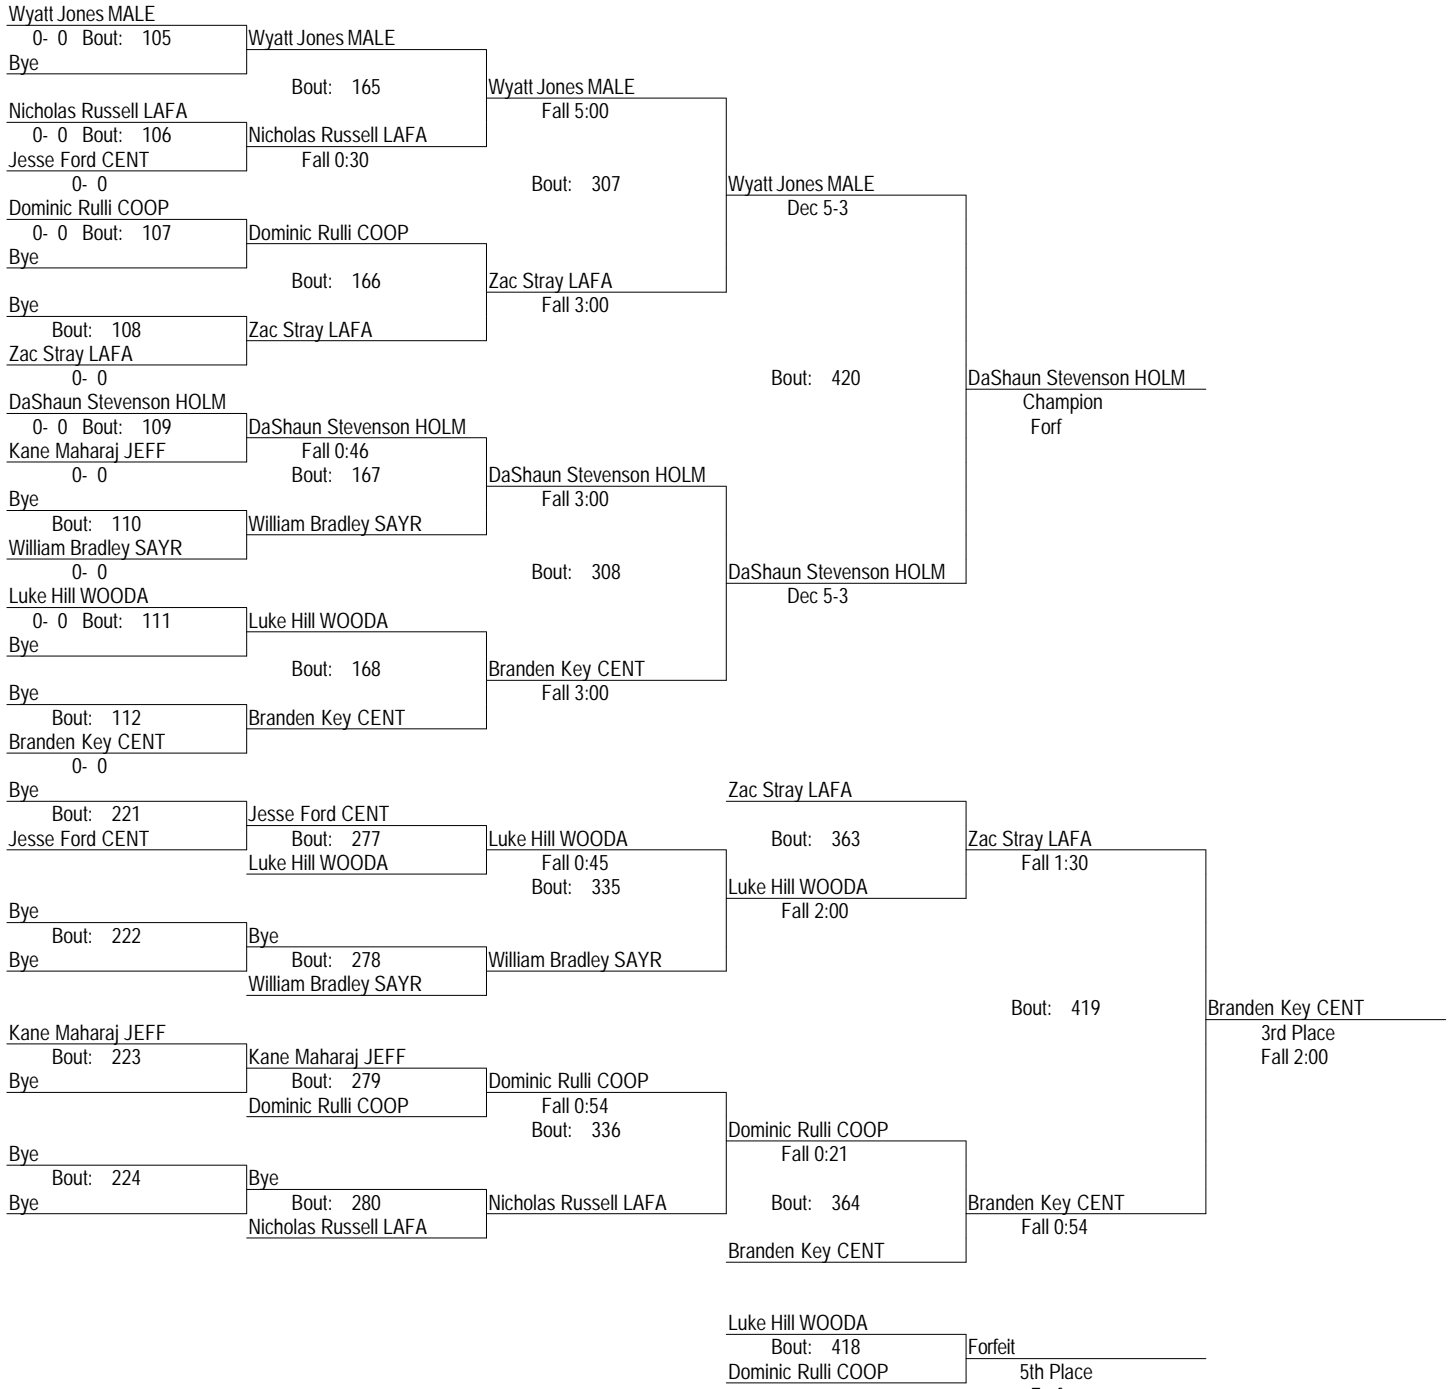 Wyatt Jones MALE
0- 0 Bout: 105 Wyatt Jones MALE
Bye
Bout: 165 Wyatt Jones MALE
Nicholas Russell LAFA Fall 5:00
0- 0 Bout: 106 Nicholas Russell LAFA
Jesse Ford CENT Fall 0:30
0- 0 Bout: 307 Wyatt Jones MALE
Dominic Rulli COOP Dec 5-3
0- 0 Bout: 107 Dominic Rulli COOP
Bye
Bout: 166 Zac Stray LAFA
Bye Fall 3:00
Bout: 108 Zac Stray LAFA
Zac Stray LAFA
0- 0 Bout: 420 DaShaun Stevenson HOLM
DaShaun Stevenson HOLM Champion
0- 0 Bout: 109 DaShaun Stevenson HOLM Forf
Kane Maharaj JEFF Fall 0:46
0- 0 Bout: 167 DaShaun Stevenson HOLM
Bye Fall 3:00
Bout: 110 William Bradley SAYR
William Bradley SAYR
0- 0 Bout: 308 DaShaun Stevenson HOLM
Luke Hill WOODA Dec 5-3
0- 0 Bout: 111 Luke Hill WOODA
Bye
Bout: 168 Branden Key CENT
Bye Fall 3:00
Bout: 112 Branden Key CENT
Branden Key CENT
0- 0
Bye Zac Stray LAFA
Bout: 221 Jesse Ford CENT
Jesse Ford CENT Bout: 277 Luke Hill WOODA Bout: 363 Zac Stray LAFA
Luke Hill WOODA Fall 0:45 Fall 1:30
Bout: 335 Luke Hill WOODA
Bye Fall 2:00
Bout: 222 Bye
Bye Bout: 278 William Bradley SAYR
William Bradley SAYR
Bout: 419 Branden Key CENT
Kane Maharaj JEFF 3rd Place
Bout: 223 Kane Maharaj JEFF Fall 2:00
Bye Bout: 279 Dominic Rulli COOP
Dominic Rulli COOP Fall 0:54
Bout: 336 Dominic Rulli COOP
Bye Fall 0:21
Bout: 224 Bye
Bye Bout: 280 Nicholas Russell LAFA Bout: 364 Branden Key CENT
Nicholas Russell LAFA Fall 0:54
Branden Key CENT
Luke Hill WOODA
Bout: 418 Forfeit
Dominic Rulli COOP 5th Place